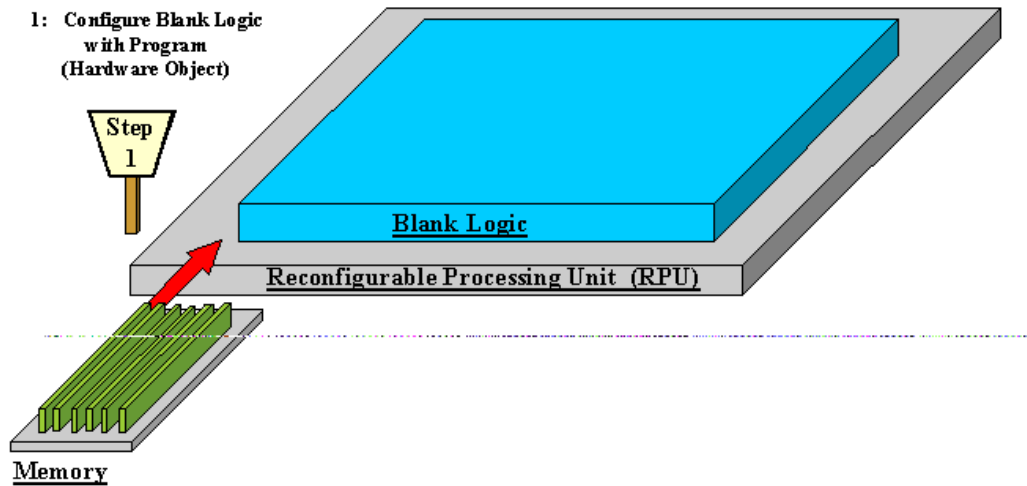 1: Configure Blank Logic
with Program
(Hardware Object)
Step
1
Blank Logic
Reconfigurable Processing Unit (RPU)
Memory